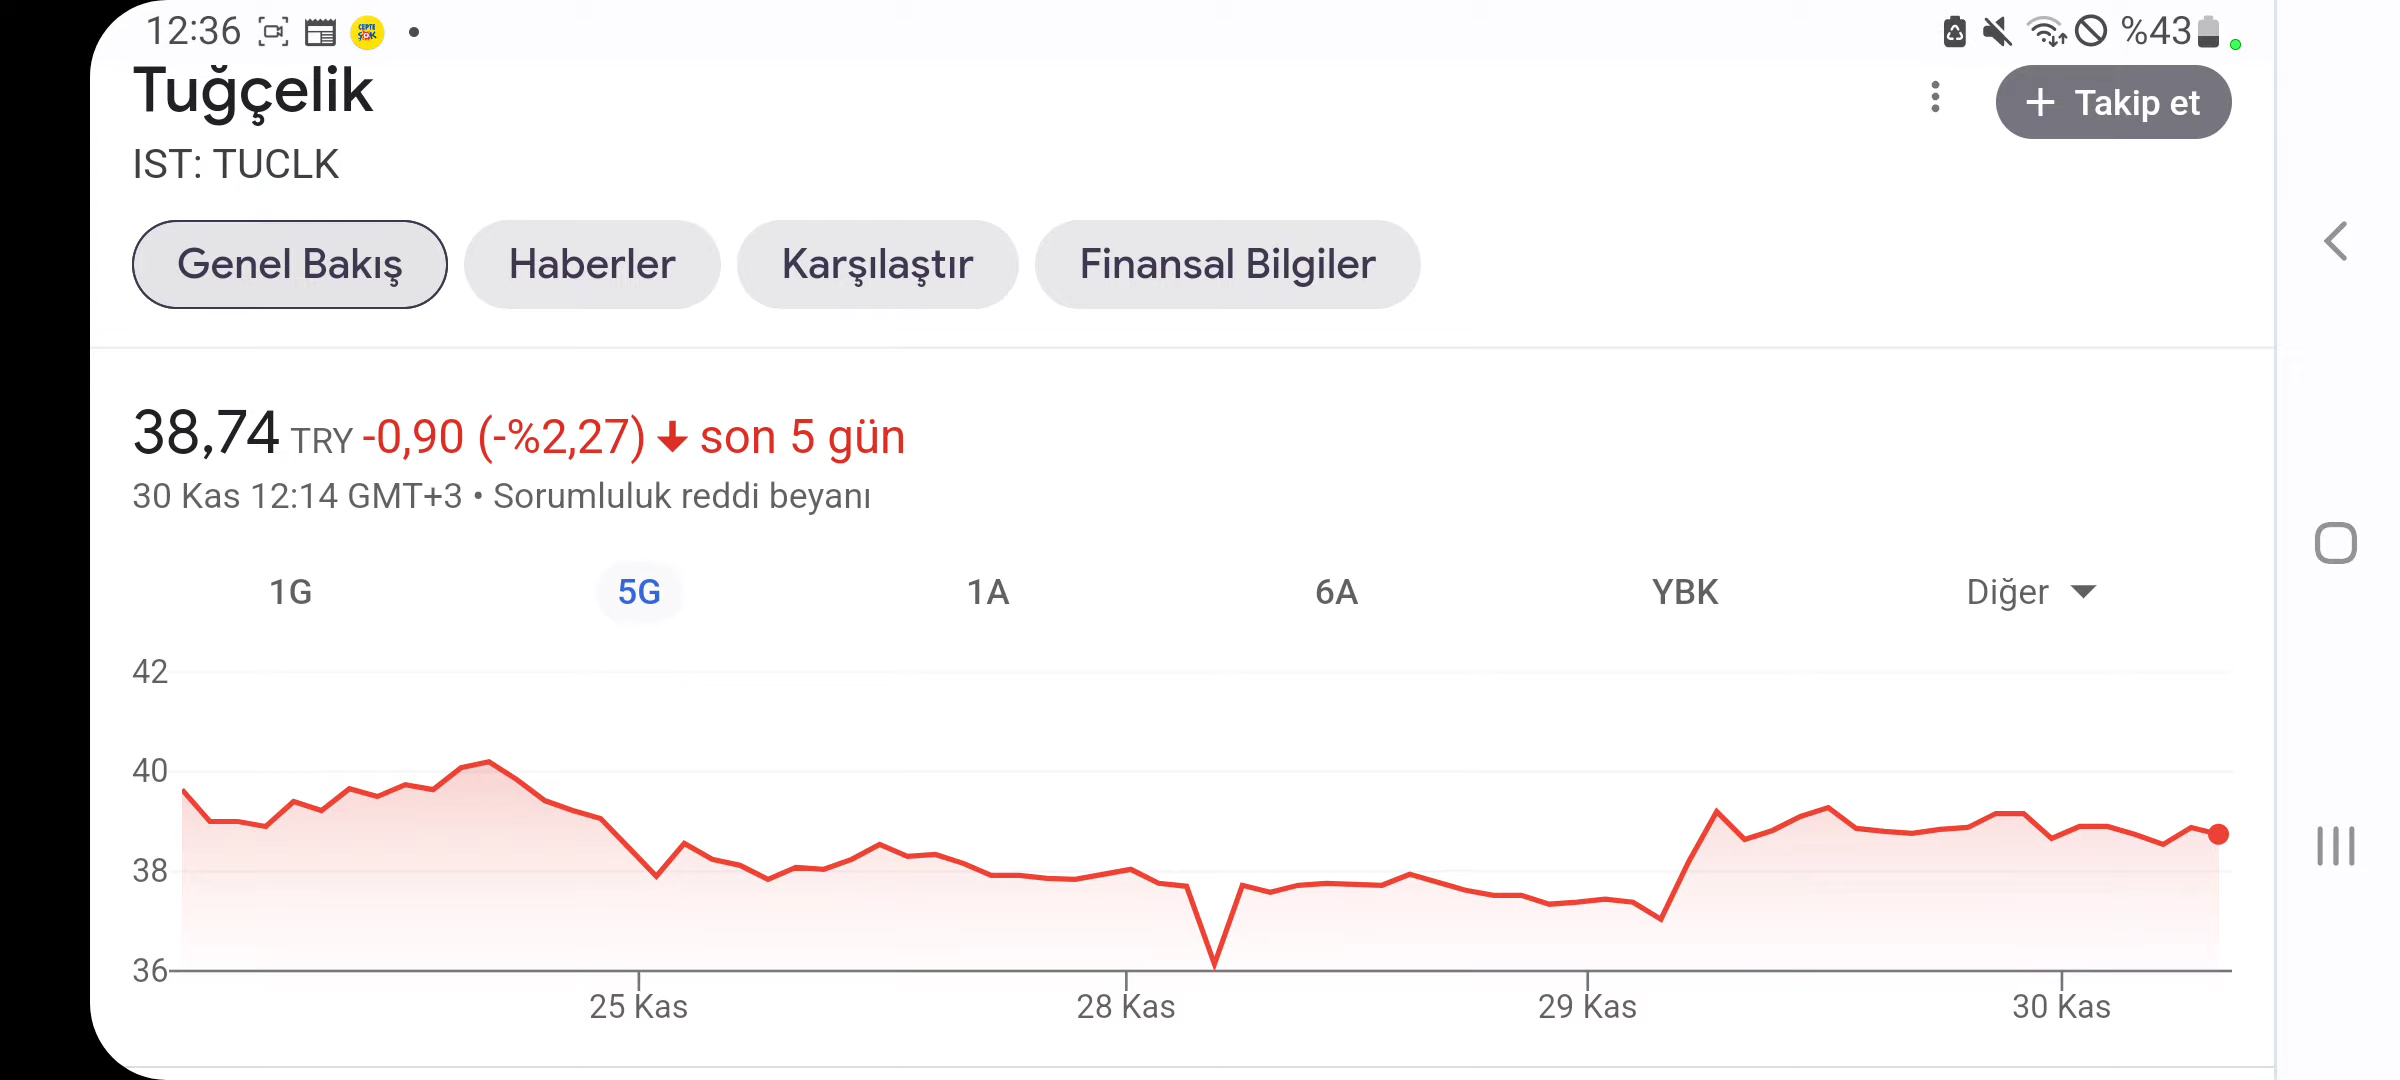 12:36 %43
Tuğçelik
+ Takip et
IST: TUCLK
Genel Bakış Haberler Karşılaştır Finansal Bilgiler
38,74 TRY -0,90 (-%2,27) ↓ son 5 gün
30 Kas 12:14 GMT+3 • Sorumluluk reddi beyanı
1G 5G 1A 6A YBK Diğer
42
40
38
36
25 Kas 28 Kas 29 Kas 30 Kas